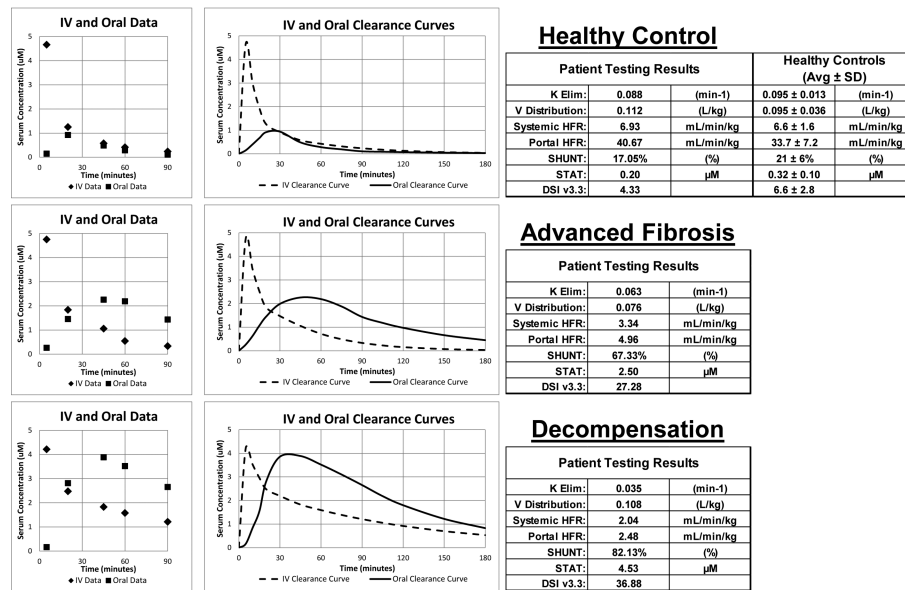 IV and Oral Data
Serum Concentration (uM)
5
4
3
2
1
0
0 30 60 90
Time (minutes)
◆ IV Data ■ Oral Data
IV and Oral Clearance Curves
Serum Concentration (uM)
5
4
3
2
1
0
0 30 60 90 120 150 180
Time (minutes)
IV Clearance Curve Oral Clearance Curve
Healthy Control
Patient Testing Results Healthy Controls
(Avg ± SD)
K Elim: 0.088 (min-1) 0.095 ± 0.013 (min-1)
V Distribution: 0.112 (L/kg) 0.095 ± 0.036 (L/kg)
Systemic HFR: 6.93 mL/min/kg 6.6 ± 1.6 mL/min/kg
Portal HFR: 40.67 mL/min/kg 33.7 ± 7.2 mL/min/kg
SHUNT: 17.05% (%) 21 ± 6% (%)
STAT: 0.20 µM 0.32 ± 0.10 µM
DSI v3.3: 4.33 6.6 ± 2.8
IV and Oral Data
Serum Concentration (uM)
5
4
3
2
1
0
0 30 60 90
Time (minutes)
◆ IV Data ■ Oral Data
IV and Oral Clearance Curves
Serum Concentration (uM)
5
4
3
2
1
0
0 30 60 90 120 150 180
Time (minutes)
IV Clearance Curve Oral Clearance Curve
Advanced Fibrosis
Patient Testing Results
K Elim: 0.063 (min-1)
V Distribution: 0.076 (L/kg)
Systemic HFR: 3.34 mL/min/kg
Portal HFR: 4.96 mL/min/kg
SHUNT: 67.33% (%)
STAT: 2.50 µM
DSI v3.3: 27.28
IV and Oral Data
Serum Concentration (uM)
5
4
3
2
1
0
0 30 60 90
Time (minutes)
◆ IV Data ■ Oral Data
IV and Oral Clearance Curves
Serum Concentration (uM)
5
4
3
2
1
0
0 30 60 90 120 150 180
Time (minutes)
IV Clearance Curve Oral Clearance Curve
Decompensation
Patient Testing Results
K Elim: 0.035 (min-1)
V Distribution: 0.108 (L/kg)
Systemic HFR: 2.04 mL/min/kg
Portal HFR: 2.48 mL/min/kg
SHUNT: 82.13% (%)
STAT: 4.53 µM
DSI v3.3: 36.88